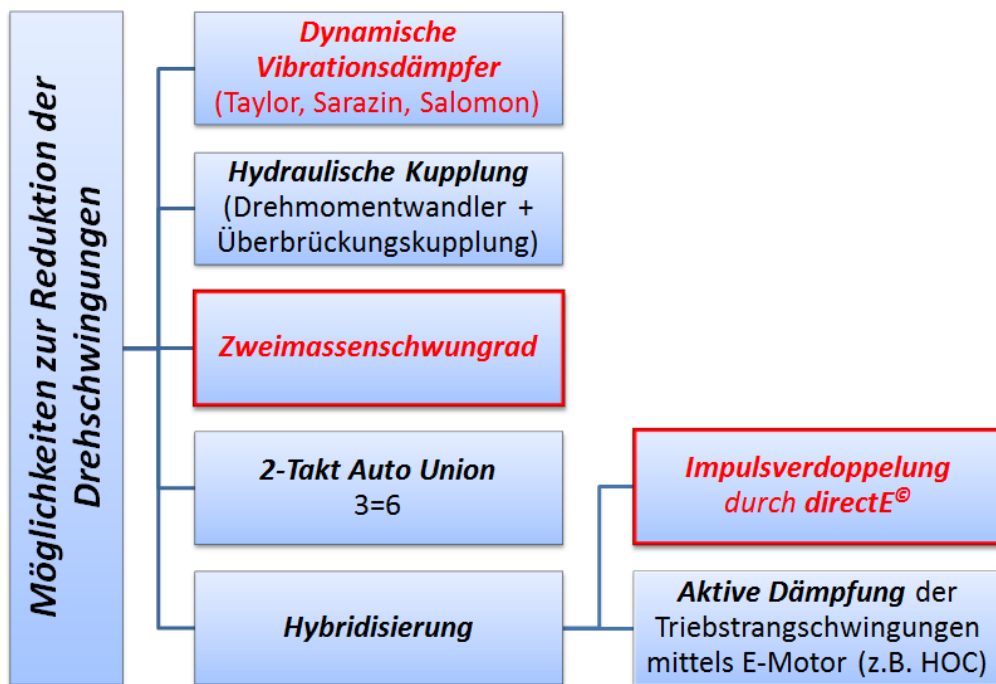 Möglichkeiten zur Reduktion der
Drehschwingungen
Dynamische
Vibrationsdämpfer
(Taylor, Sarazin, Salomon)
Hydraulische Kupplung
(Drehmomentwandler +
Überbrückungskupplung)
Zweimassenschwungrad
2-Takt Auto Union
3=6
Hybridisierung
Impulsverdoppelung
durch directE©
Aktive Dämpfung der
Triebstrangschwingungen
mittels E-Motor (z.B. HOC)